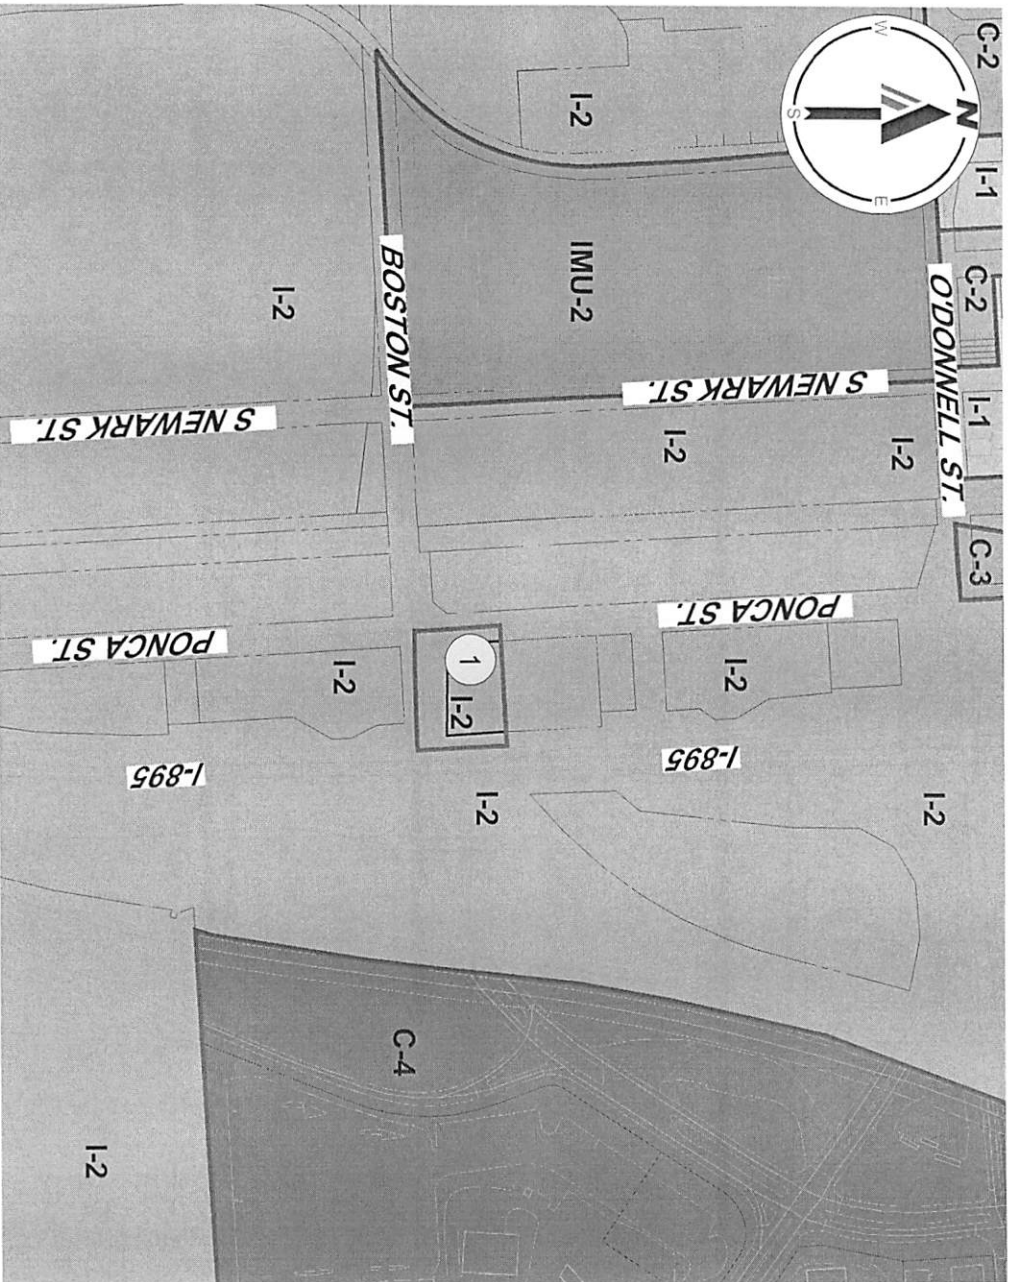 N
W
E
S
C-2
I-1
C-2
I-1
C-3
O'DONNELL ST.
I-2
IMU-2
S NEWARK ST.
I-2
I-2
PONCA ST.
I-2
I-895
I-2
BOSTON ST.
1
I-2
I-2
I-2
S NEWARK ST.
PONCA ST.
I-2
I-895
C-4
I-2